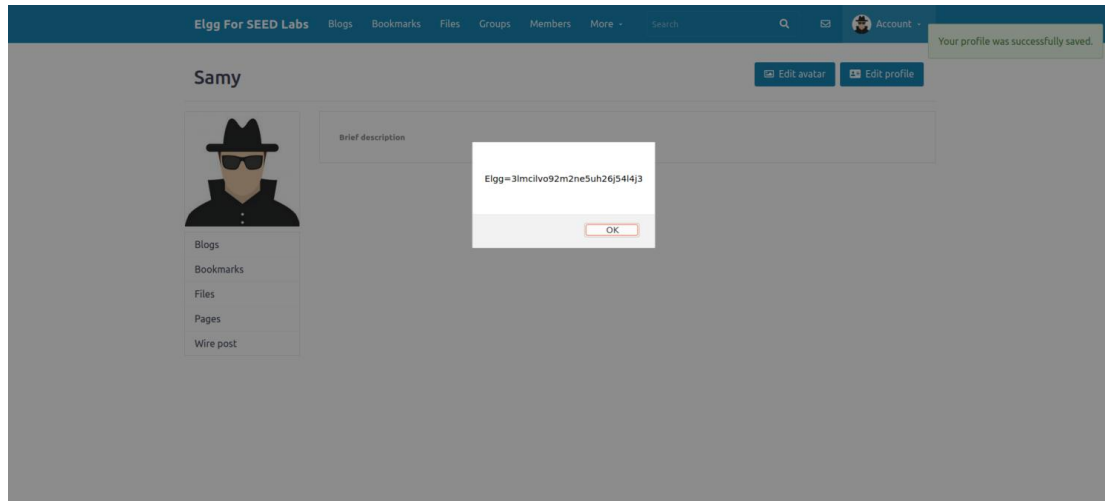 Elgg For SEED Labs Blogs Bookmarks Files Groups Members More Search Account
Your profile was successfully saved.
Samy
Edit avatar Edit profile
Brief description
Elgg=3lmcilvo92m2ne5uh26j54l4j3
OK
Blogs
Bookmarks
Files
Pages
Wire post